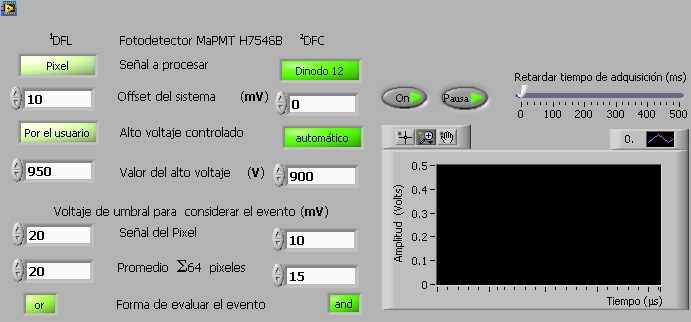 ¹DFL Fotodetector MaPMT H7546B ²DFC
Pixel Señal a procesar Dinodo 12
10 Offset del sistema (mV) 0
Por el usuario Alto voltaje controlado automático
950 Valor del alto voltaje (V) 900
Voltaje de umbral para considerar el evento (mV)
20 Señal del Pixel 10
20 Promedio Σ64 pixeles 15
or Forma de evaluar el evento and
On Pausa
Retardar tiempo de adquisición (ms)
0 100 200 300 400 500
0.
Amplitud (Volts)
0.5
0.4
0.3
0.2
0.1
0
Tiempo (µs)